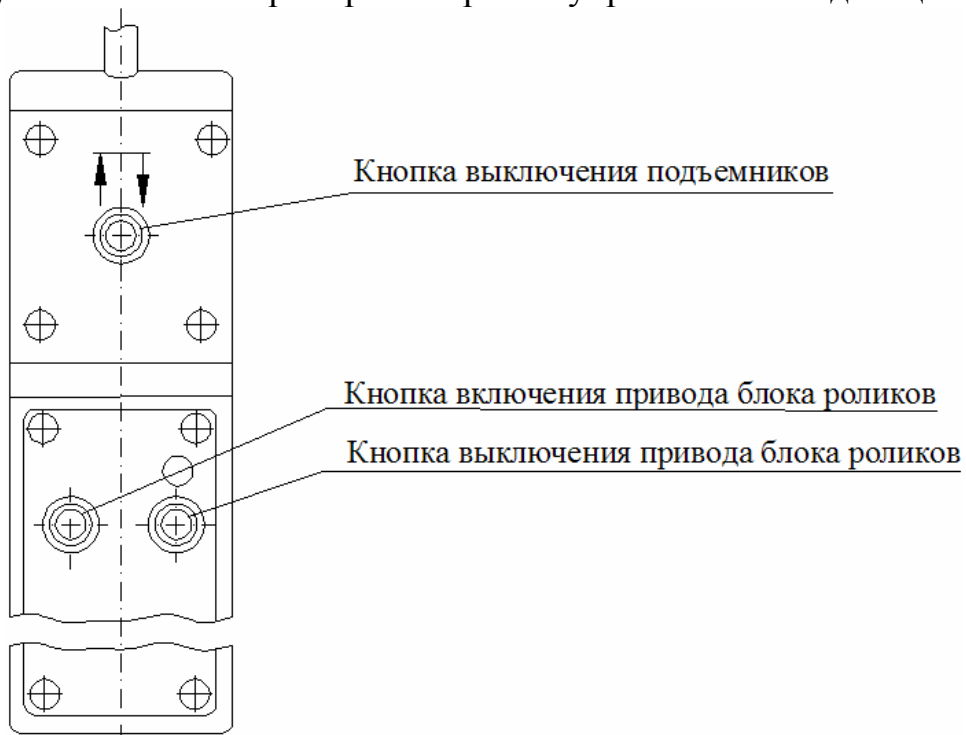 Кнопка выключения подъемников
Кнопка включения привода блока роликов
Кнопка выключения привода блока роликов